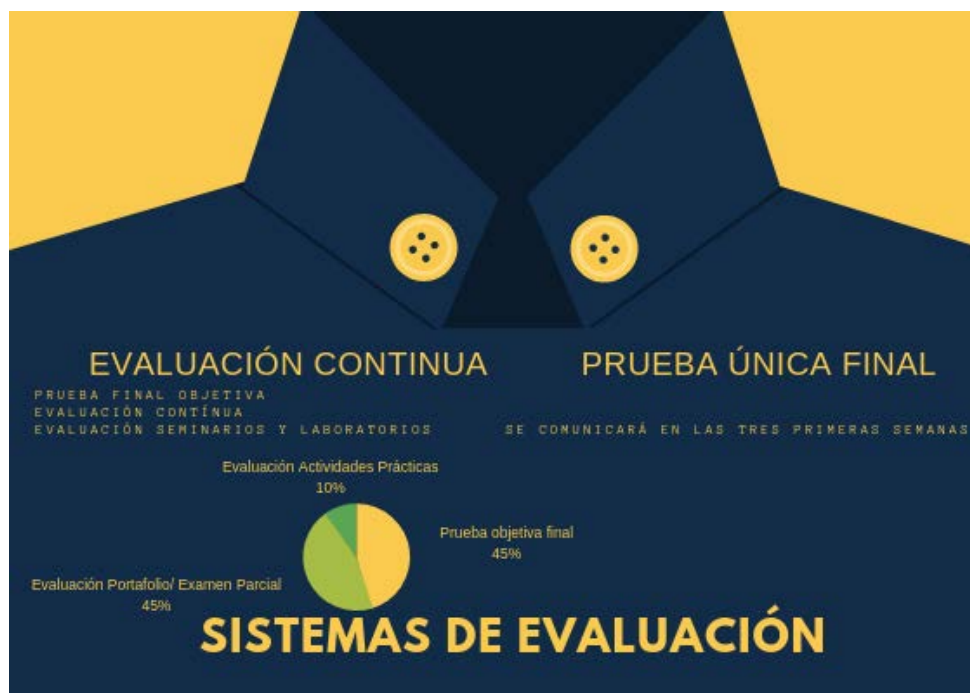 EVALUACIÓN CONTINUA
PRUEBA FINAL OBJETIVA
EVALUACIÓN CONTÍNUA
EVALUACIÓN SEMINARIOS Y LABORATORIOS
PRUEBA ÚNICA FINAL
SE COMUNICARÁ EN LAS TRES PRIMERAS SEMANAS
Evaluación Actividades Prácticas
10%
Prueba objetiva final
45%
Evaluación Portafolio/ Examen Parcial
45%
SISTEMAS DE EVALUACIÓN